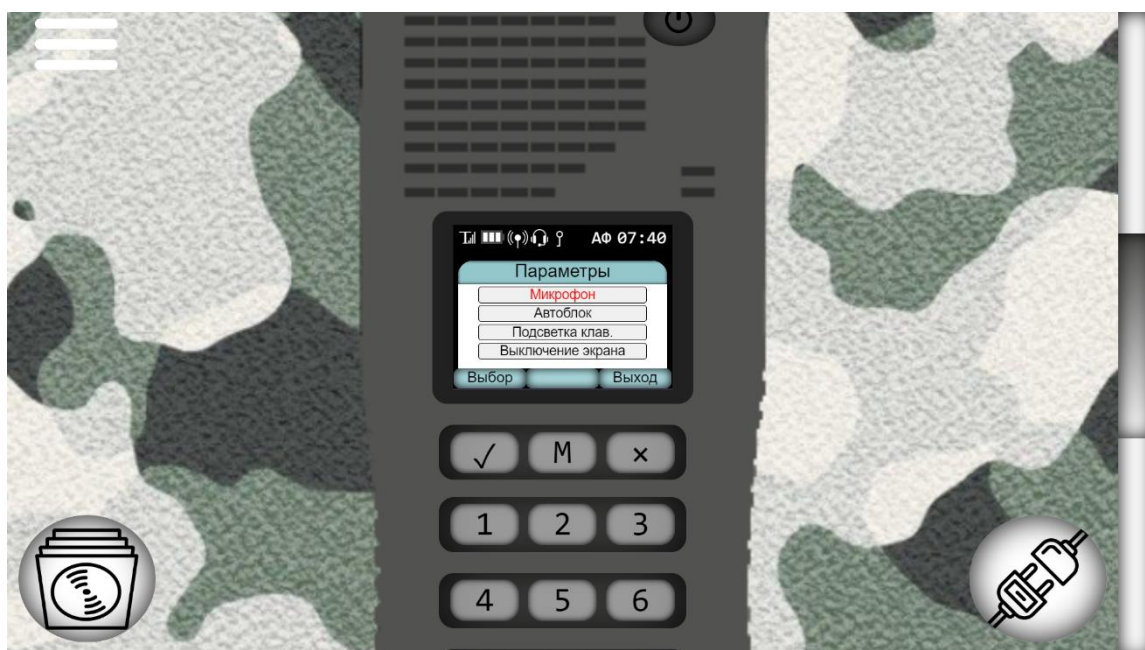 АФ 07:40
Параметры
Микрофон
Автоблок
Подсветка клав.
Выключение экрана
Выбор Выход
✓ М ×
1 2 3
4 5 6